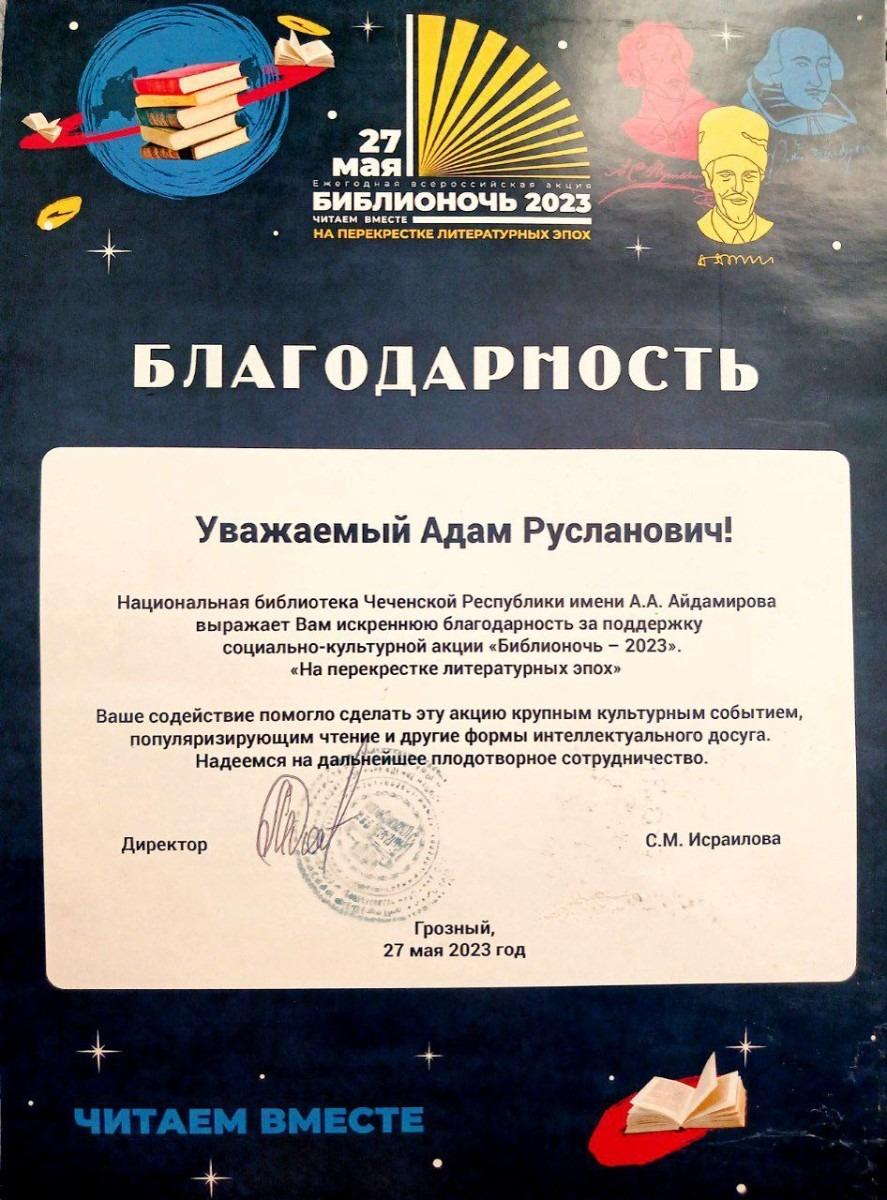 27
мая
Ежегодная всероссийская акция
БИБЛИОНОЧЬ 2023
ЧИТАЕМ ВМЕСТЕ
НА ПЕРЕКРЕСТКЕ ЛИТЕРАТУРНЫХ ЭПОХ
БЛАГОДАРНОСТЬ
Уважаемый Адам Русланович!
Национальная библиотека Чеченской Республики имени А.А. Айдамирова
выражает Вам искреннюю благодарность за поддержку
социально-культурной акции «Библионочь – 2023».
«На перекрестке литературных эпох»
Ваше содействие помогло сделать эту акцию крупным культурным событием,
популяризирующим чтение и другие формы интеллектуального досуга.
Надеемся на дальнейшее плодотворное сотрудничество.
Директор
С.М. Исраилова
Грозный,
27 мая 2023 год
ЧИТАЕМ ВМЕСТЕ